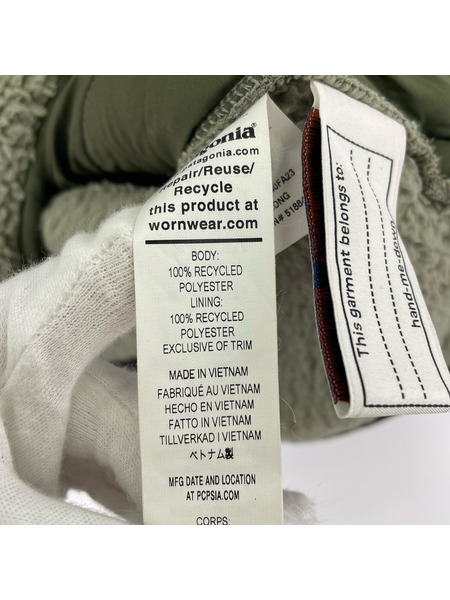 patagonia.com
Repair/Reuse/
Recycle
this product at
wornwear.com
BODY:
100% RECYCLED
POLYESTER
LINING:
100% RECYCLED
POLYESTER
EXCLUSIVE OF TRIM
MADE IN VIETNAM
FABRIQUÉ AU VIETNAM
HECHO EN VIETNAM
FATTO IN VIETNAM
TILLVERKAD I VIETNAM
ベトナム製
MFG DATE AND LOCATION
AT PCPSIA.COM
CORPS:
FA23
This garment belongs to:
hand-me-down